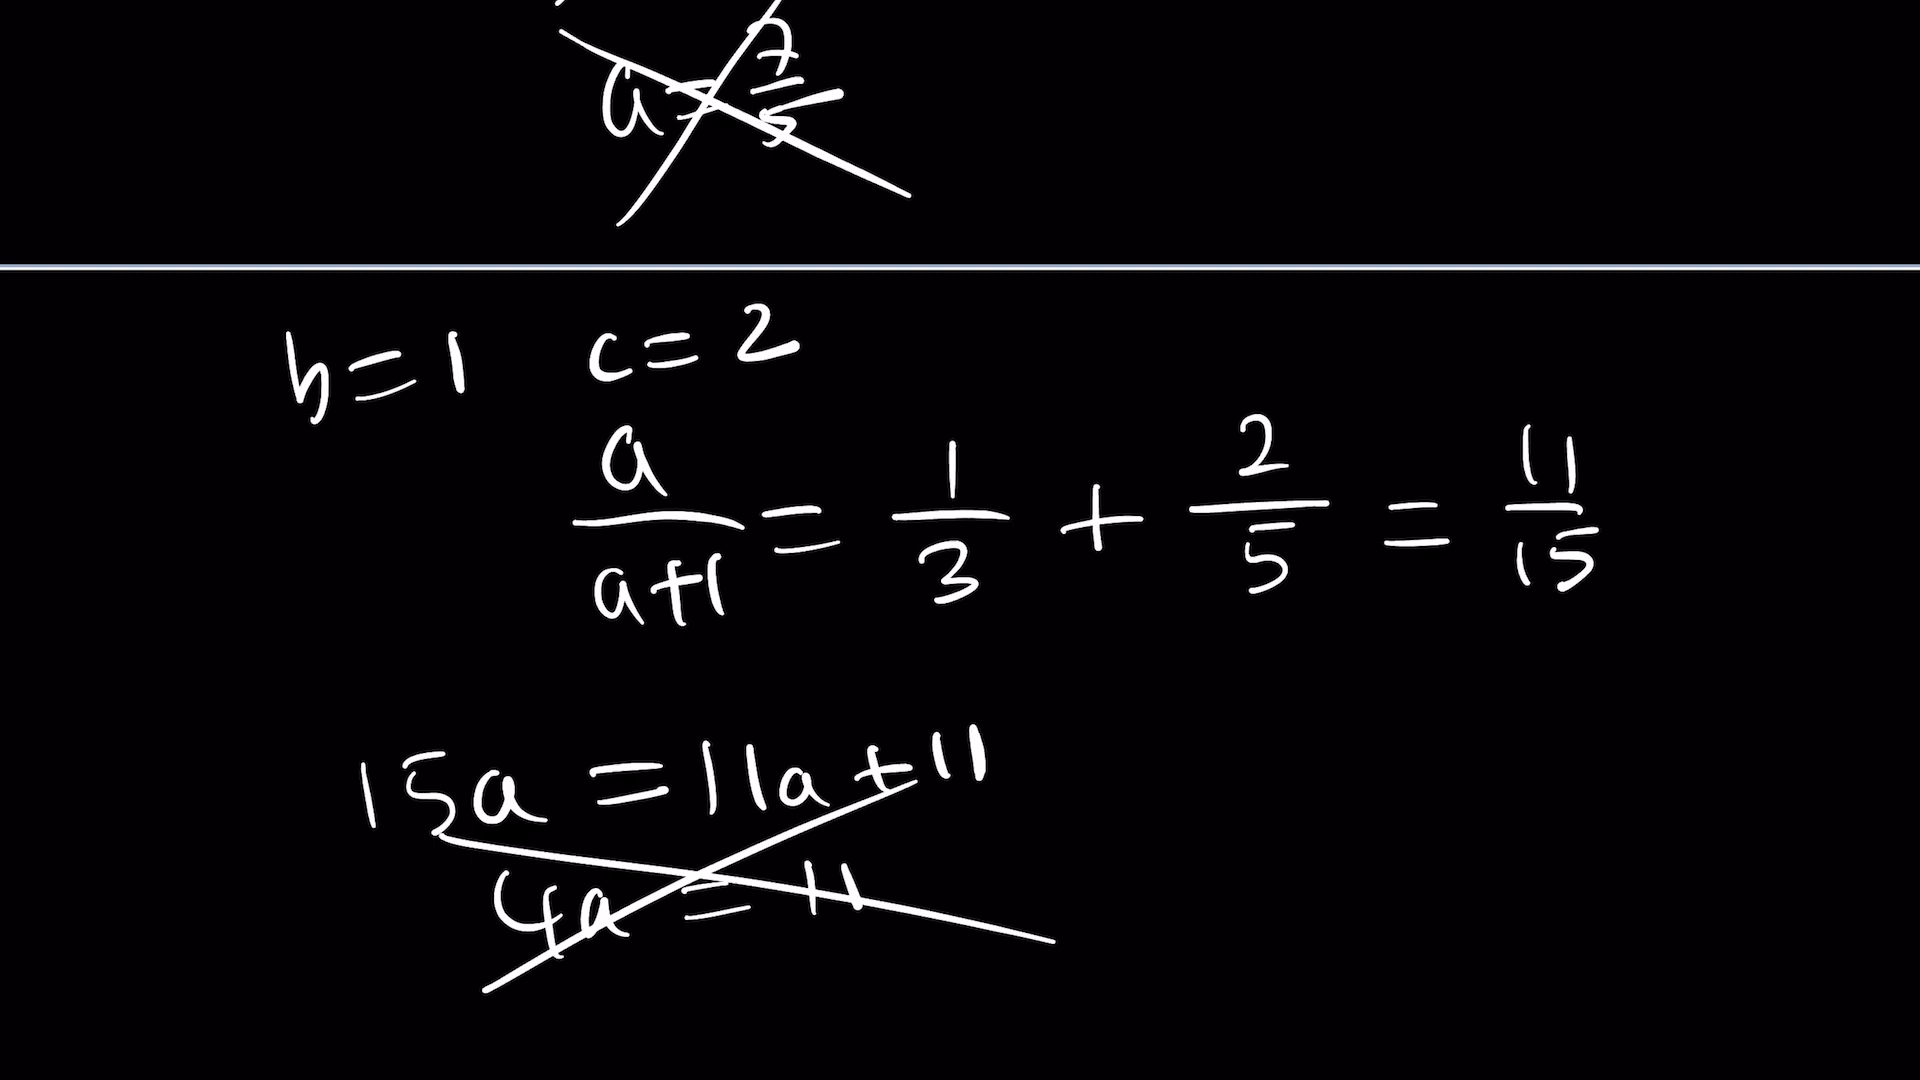 a = 7/5
b = 1 c = 2
a/(a+1) = 1/3 + 2/5 = 11/15
15a = 11a + 11
4a = 11